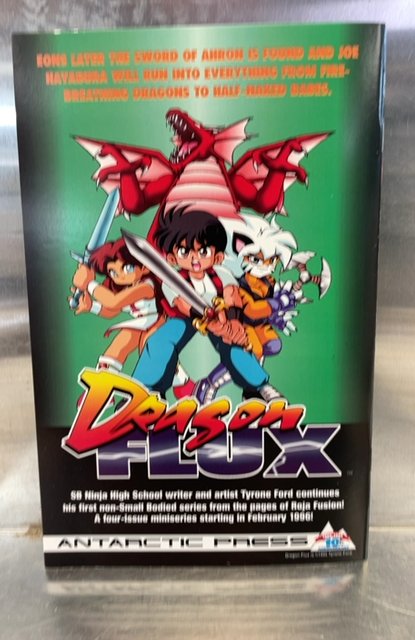 EONS LATER THE SWORD OF AHRON IS FOUND AND JOE
HAYABURA WILL RUN INTO EVERYTHING FROM FIRE-
BREATHING DRAGONS TO HALF-NAKED BABES.
Dragon
FLUX
SB Ninja High School writer and artist Tyrone Ford continues
his first non-Small Bodied series from the pages of Roja Fusion!
A four-issue miniseries starting in February 1996!
ANTARCTIC PRESS